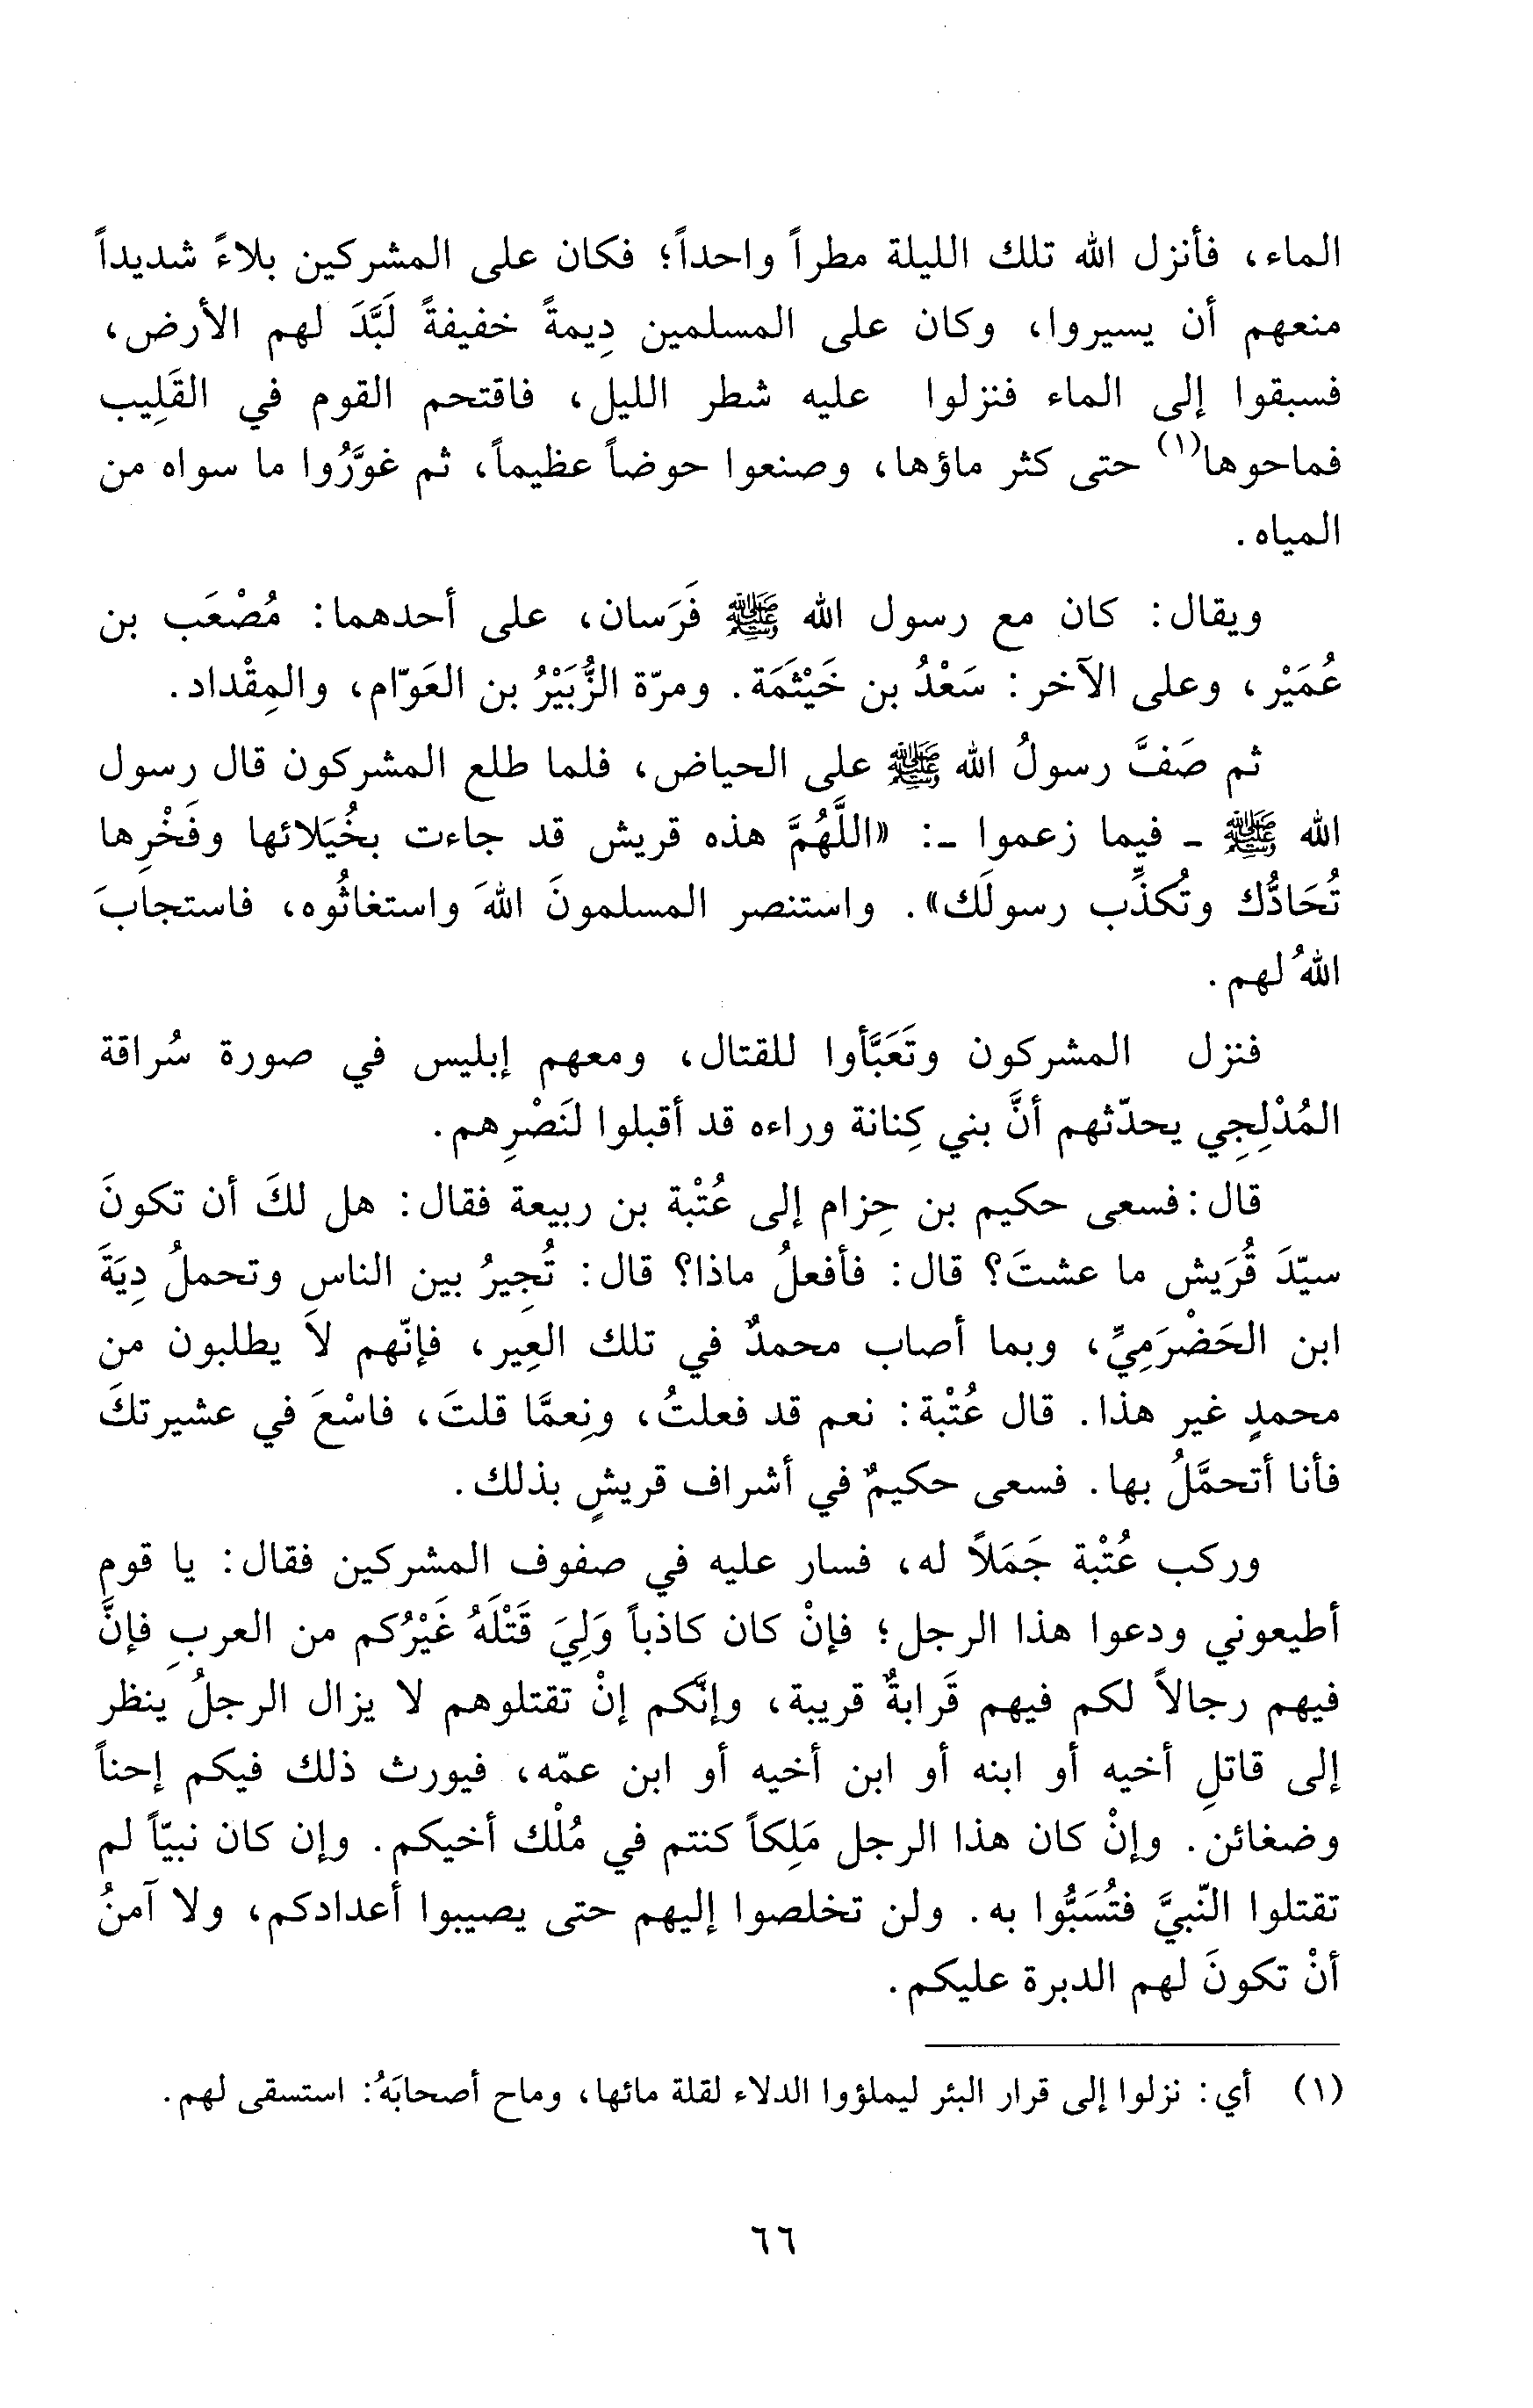 الماء، فأنزل الله تلك الليلة مطراً واحداً؛ فكان على المشركين بلاءً شديداً
منعهم أن يسيروا، وكان على المسلمين دِيمةً خفيفةً لَبَّدَ لهم الأرض،
فسبقوا إلى الماء فنزلوا عليه شطر الليل، فاقتحم القوم في القَلِيب
فماحوها(١) حتى كثر ماؤها، وصنعوا حوضاً عظيماً، ثم غوَّرُوا ما سواه من
المياه.
ويقال: كان مع رسول الله ﷺ فَرَسان، على أحدهما: مُصْعَب بن
عُمَيْر، وعلى الآخر: سَعْدُ بن خَيْثَمَة. ومرّة الزُّبَيْرُ بن العَوّام، والمِقْداد.
ثم صَفَّ رسولُ الله ﷺ على الحياض، فلما طلع المشركون قال رسول
الله ﷺ - فيما زعموا -: «اللَّهُمَّ هذه قريش قد جاءت بخُيَلائها وفَخْرِها
تُحَادُّك وتُكذِّب رسولَك». واستنصر المسلمونَ اللهَ واستغاثُوه، فاستجابَ
اللهُ لهم.
فنزل المشركون وتَعَبَّأوا للقتال، ومعهم إبليس في صورة سُراقة
المُدْلِجِي يحدّثهم أنَّ بني كِنانة وراءه قد أقبلوا لنَصْرِهم.
قال: فسعى حكيم بن حِزام إلى عُتْبة بن ربيعة فقال: هل لكَ أن تكونَ
سيّدَ قُرَيش ما عشتَ؟ قال: فأفعلُ ماذا؟ قال: تُجِيرُ بين الناس وتحملُ دِيَةَ
ابن الحَضْرَمِيِّ، وبما أصاب محمدٌ في تلك العِير، فإنّهم لاَ يطلبون من
محمدٍ غير هذا. قال عُتْبة: نعم قد فعلتُ، ونِعمَّا قلتَ، فاسْعَ في عشيرتكَ
فأنا أتحمَّلُ بها. فسعى حكيمٌ في أشراف قريشٍ بذلك.
وركب عُتْبة جَمَلاً له، فسار عليه في صفوف المشركين فقال: يا قوم
أطيعوني ودعوا هذا الرجل؛ فإنْ كان كاذباً وَلِيَ قَتْلَهُ غَيْرُكم من العربِ فإنَّ
فيهم رجالاً لكم فيهم قَرابةٌ قريبة، وإنَّكم إنْ تقتلوهم لا يزال الرجلُ ينظر
إلى قاتلِ أخيه أو ابنه أو ابن أخيه أو ابن عمّه، فيورث ذلك فيكم إحناً
وضغائن. وإنْ كان هذا الرجل مَلِكاً كنتم في مُلْك أخيكم. وإن كان نبيّاً لم
تقتلوا النّبيَّ فتُسَبُّوا به. ولن تخلصوا إليهم حتى يصيبوا أعدادكم، ولا آمنُ
أنْ تكونَ لهم الدبرة عليكم.
(١) أي: نزلوا إلى قرار البئر ليملؤوا الدلاء لقلة مائها، وماح أصحابَهُ: استسقى لهم.
٦٦